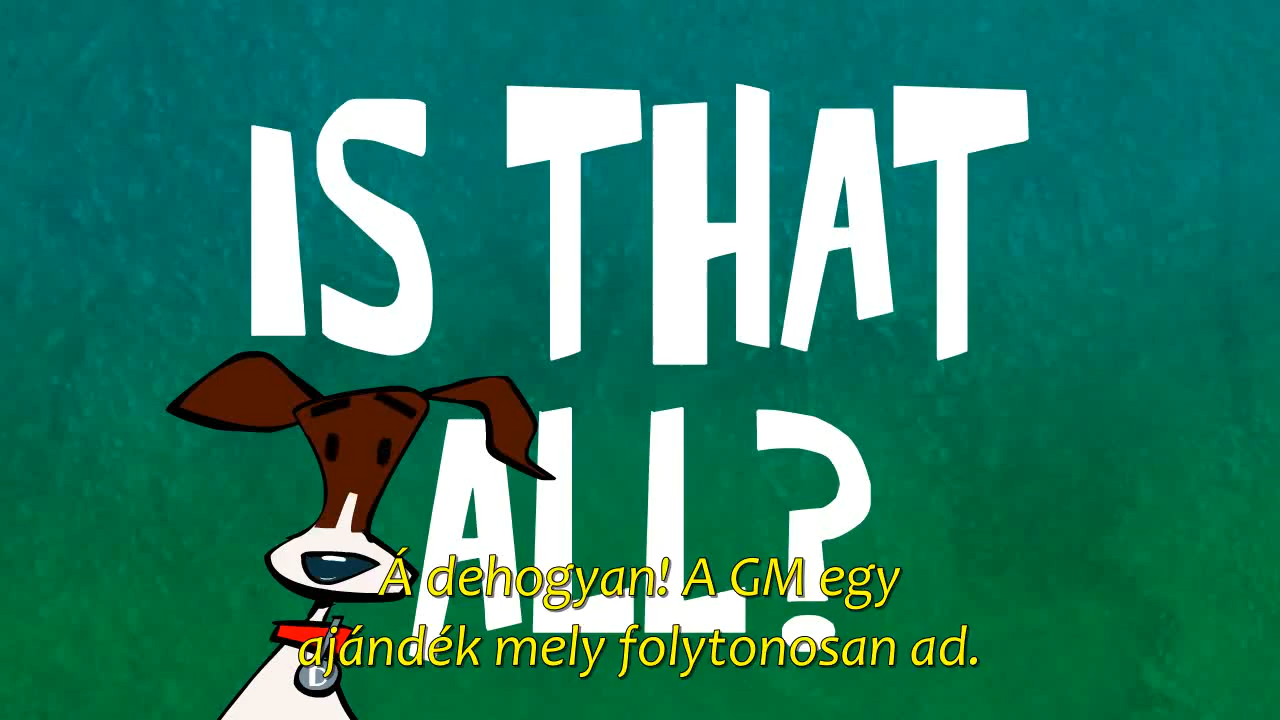 IS THAT
ALL?
Á dehogyan! A GM egy
ajándék mely folytonosan ad.
D